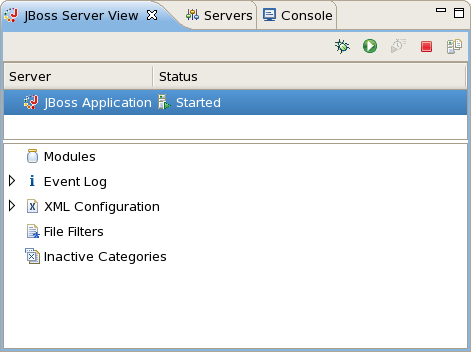 JBoss Server View Servers Console
Server Status
JBoss Application Started
Modules
Event Log
XML Configuration
File Filters
Inactive Categories